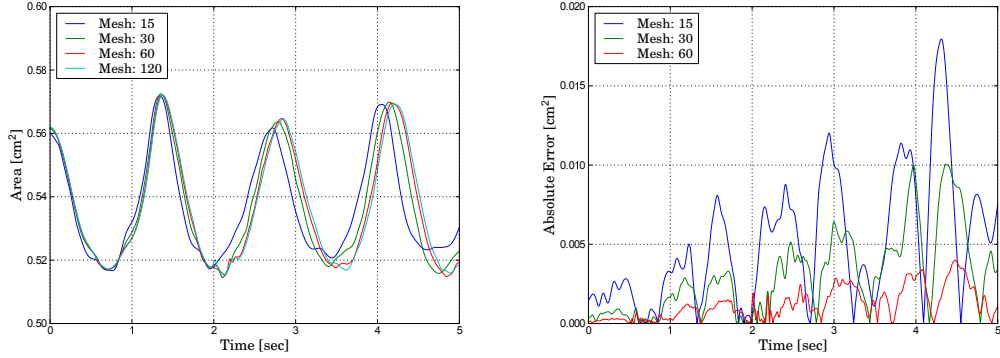 0.60
0.58
0.56
0.54
0.52
0.50
Area [cm²]
Mesh: 15
Mesh: 30
Mesh: 60
Mesh: 120
0 1 2 3 4 5
Time [sec]
0.020
0.015
0.010
0.005
0.000
Absolute Error [cm²]
Mesh: 15
Mesh: 30
Mesh: 60
0 1 2 3 4 5
Time [sec]